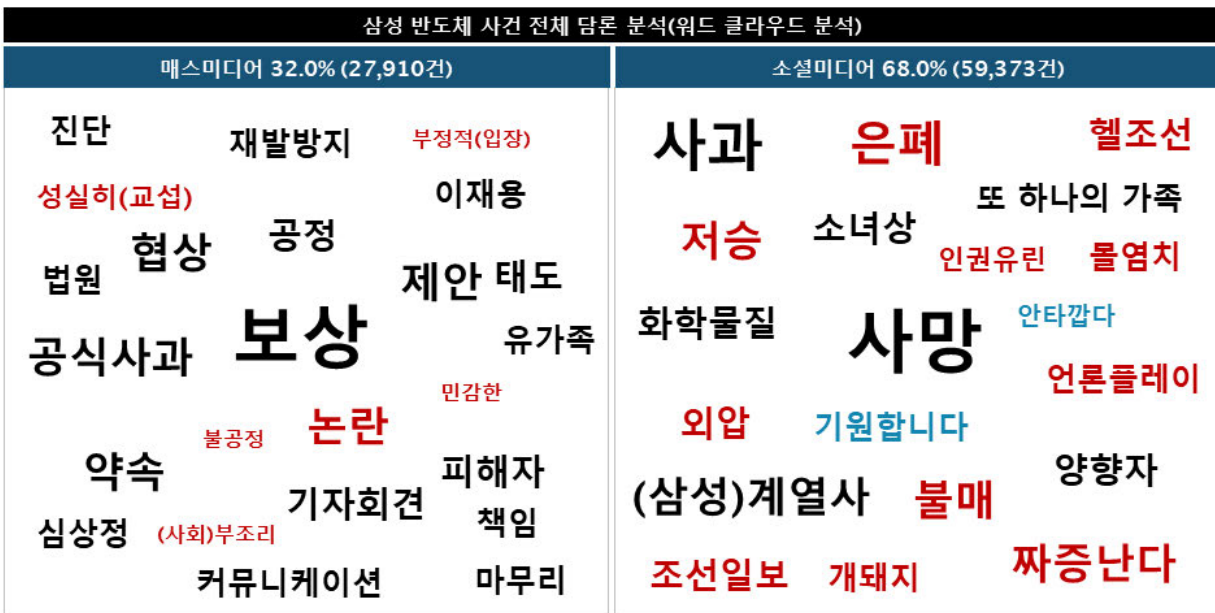 삼성 반도체 사건 전체 담론 분석(워드 클라우드 분석)
매스미디어 32.0% (27,910건)
진단
재발방지
부정적(입장)
성실히(교섭)
이재용
협상
공정
법원
제안
태도
보상
공식사과
유가족
민감한
논란
불공정
약속
피해자
기자회견
책임
심상정
(사회)부조리
커뮤니케이션
마무리
소셜미디어 68.0% (59,373건)
사과
은폐
헬조선
또 하나의 가족
저승
소녀상
인권유린
몰염치
화학물질
사망
안타깝다
언론플레이
외압
기원합니다
양향자
(삼성)계열사
불매
짜증난다
조선일보
개돼지